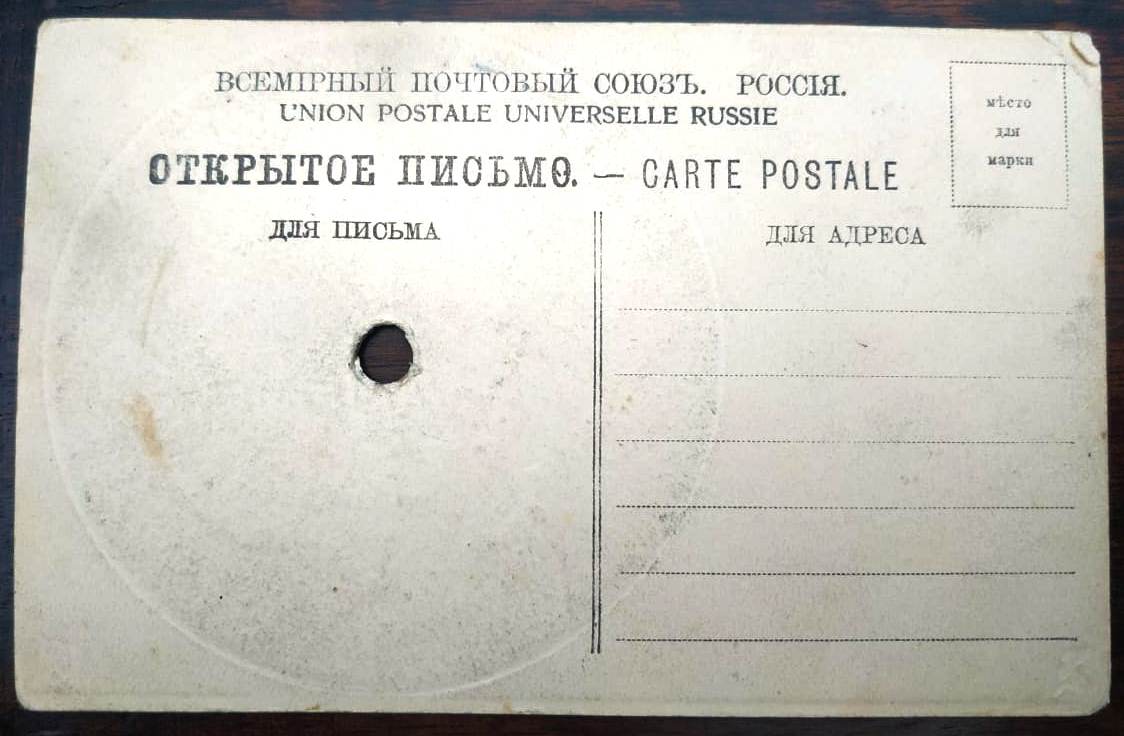 ВСЕМІРНЫЙ ПОЧТОВЫЙ СОЮЗЪ. РОССІЯ.
UNION POSTALE UNIVERSELLE RUSSIE
ОТКРЫТОЕ ПИСЬМО. — CARTE POSTALE
мѣсто
для
марки
ДЛЯ ПИСЬМА
ДЛЯ АДРЕСА